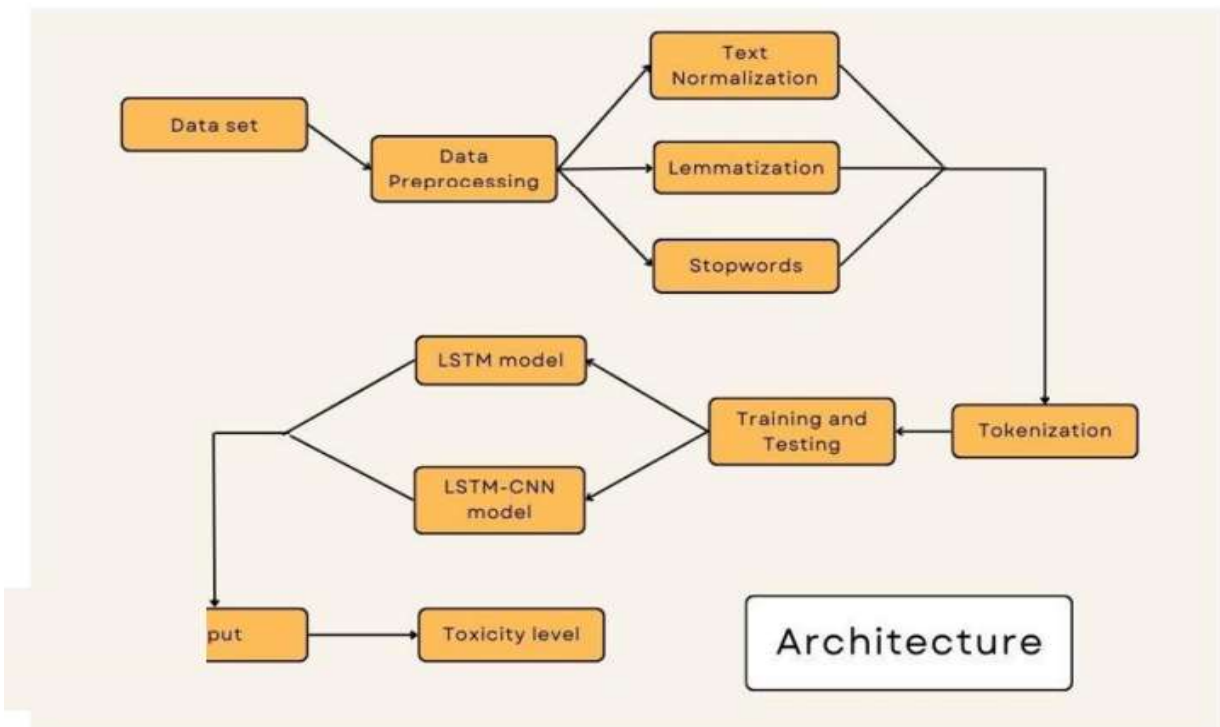 Data set
Data
Preprocessing
Text
Normalization
Lemmatization
Stopwords
Tokenization
Training and
Testing
LSTM model
LSTM-CNN
model
put
Toxicity level
Architecture